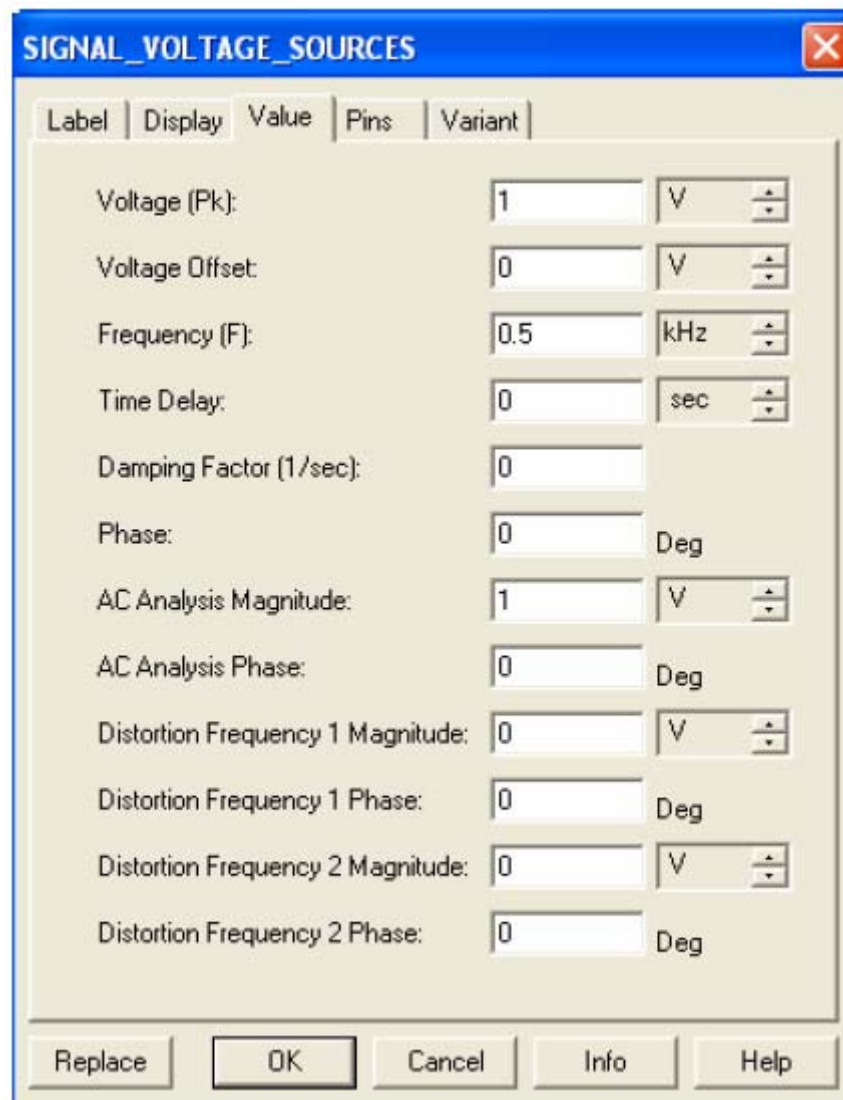 SIGNAL_VOLTAGE_SOURCES
Label Display Value Pins Variant
Voltage (Pk): 1 V
Voltage Offset: 0 V
Frequency (F): 0.5 kHz
Time Delay: 0 sec
Damping Factor (1/sec): 0
Phase: 0 Deg
AC Analysis Magnitude: 1 V
AC Analysis Phase: 0 Deg
Distortion Frequency 1 Magnitude: 0 V
Distortion Frequency 1 Phase: 0 Deg
Distortion Frequency 2 Magnitude: 0 V
Distortion Frequency 2 Phase: 0 Deg
Replace OK Cancel Info Help